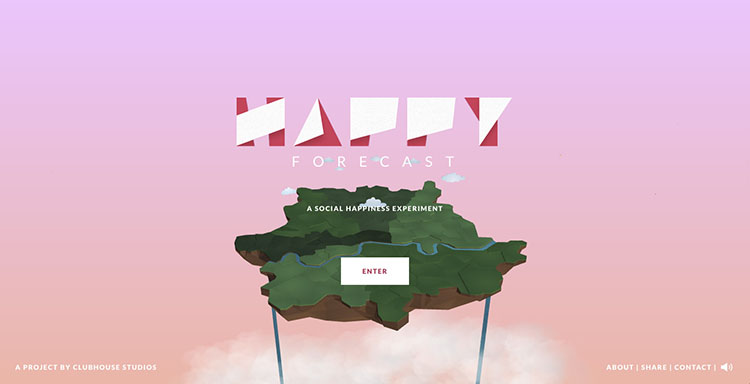 HAPPY
FORECAST
A SOCIAL HAPPINESS EXPERIMENT
ENTER
A PROJECT BY CLUBHOUSE STUDIOS
ABOUT | SHARE | CONTACT |